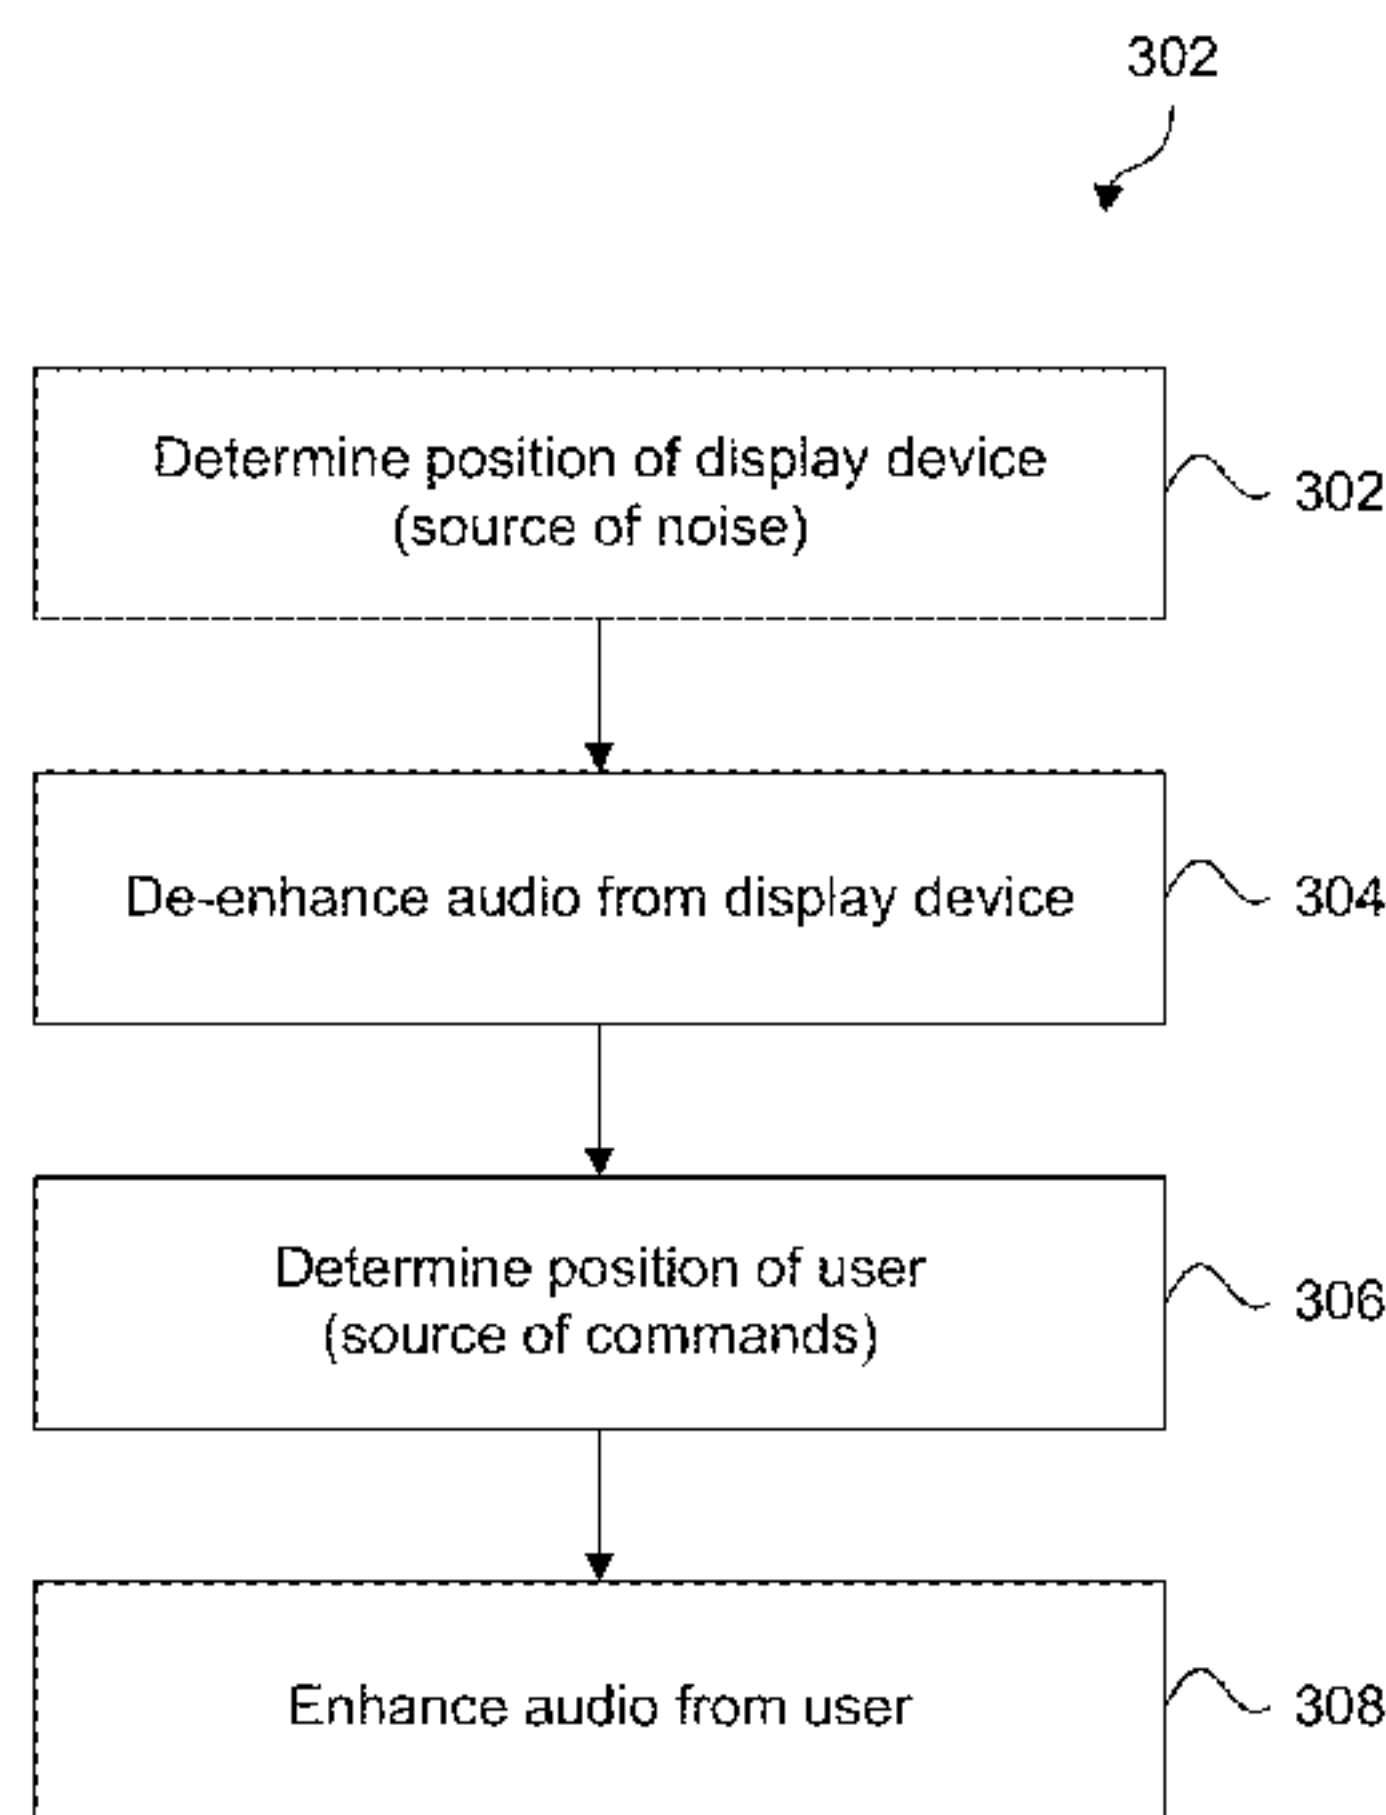 302
Determine position of display device
(source of noise)
302
De-enhance audio from display device
304
Determine position of user
(source of commands)
306
Enhance audio from user
308